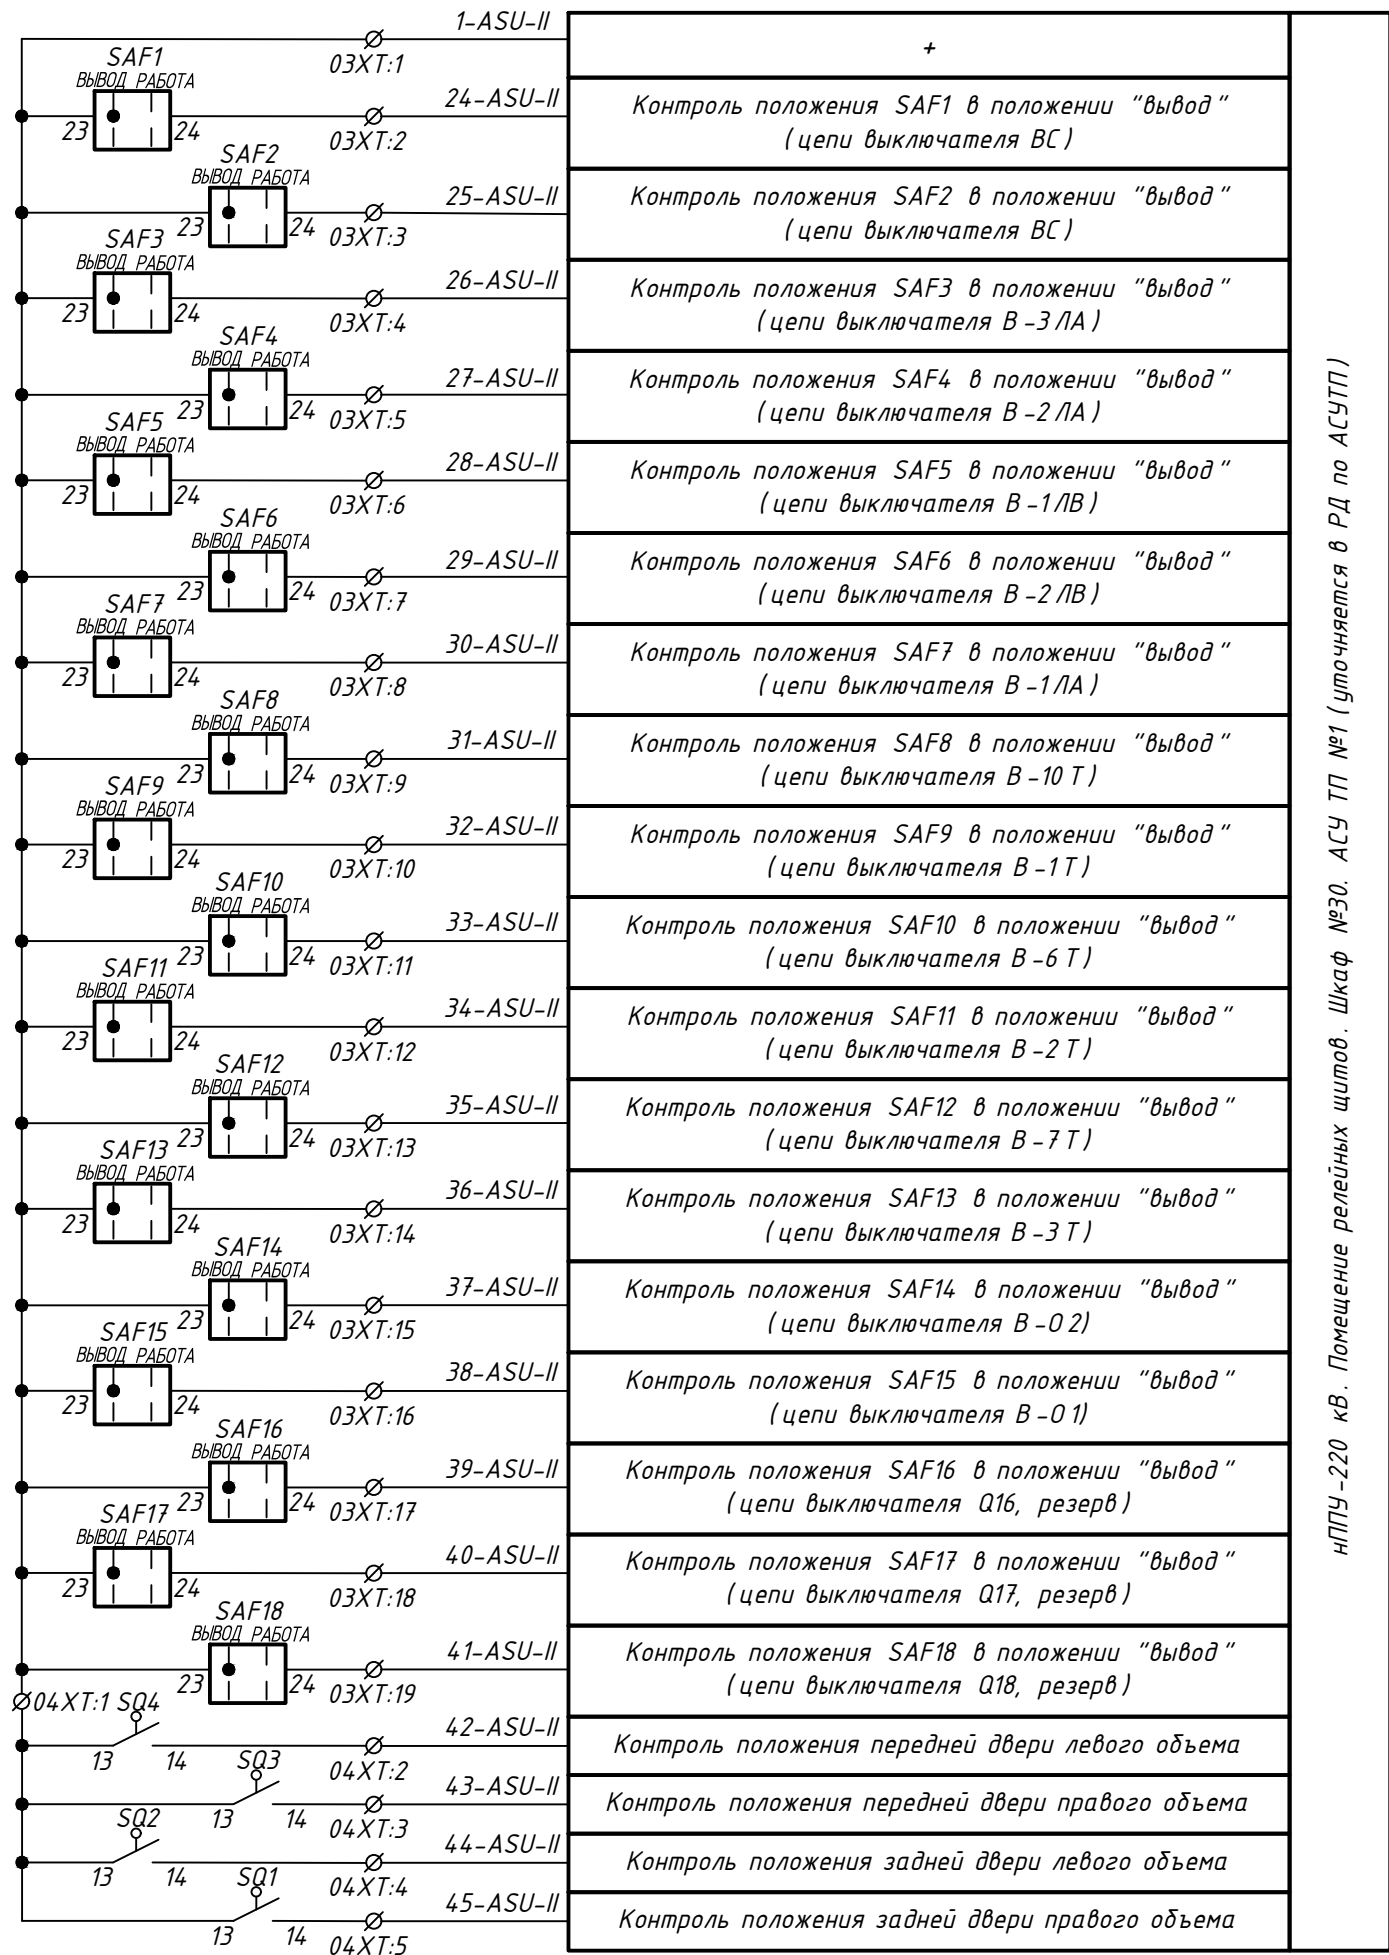 1-ASU-II
03XT:1
+
SAF1
ВЫВОД РАБОТА
23 24
24-ASU-II
03XT:2
Контроль положения SAF1 в положении "вывод"
(цепи выключателя ВС)
SAF2
ВЫВОД РАБОТА
23 24
25-ASU-II
03XT:3
Контроль положения SAF2 в положении "вывод"
(цепи выключателя ВС)
SAF3
ВЫВОД РАБОТА
23 24
26-ASU-II
03XT:4
Контроль положения SAF3 в положении "вывод"
(цепи выключателя В-3ЛА)
SAF4
ВЫВОД РАБОТА
23 24
27-ASU-II
03XT:5
Контроль положения SAF4 в положении "вывод"
(цепи выключателя В-2ЛА)
SAF5
ВЫВОД РАБОТА
23 24
28-ASU-II
03XT:6
Контроль положения SAF5 в положении "вывод"
(цепи выключателя В-1ЛВ)
SAF6
ВЫВОД РАБОТА
23 24
29-ASU-II
03XT:7
Контроль положения SAF6 в положении "вывод"
(цепи выключателя В-2ЛВ)
SAF7
ВЫВОД РАБОТА
23 24
30-ASU-II
03XT:8
Контроль положения SAF7 в положении "вывод"
(цепи выключателя В-1ЛА)
SAF8
ВЫВОД РАБОТА
23 24
31-ASU-II
03XT:9
Контроль положения SAF8 в положении "вывод"
(цепи выключателя В-10Т)
SAF9
ВЫВОД РАБОТА
23 24
32-ASU-II
03XT:10
Контроль положения SAF9 в положении "вывод"
(цепи выключателя В-1Т)
SAF10
ВЫВОД РАБОТА
23 24
33-ASU-II
03XT:11
Контроль положения SAF10 в положении "вывод"
(цепи выключателя В-6Т)
SAF11
ВЫВОД РАБОТА
23 24
34-ASU-II
03XT:12
Контроль положения SAF11 в положении "вывод"
(цепи выключателя В-2Т)
SAF12
ВЫВОД РАБОТА
23 24
35-ASU-II
03XT:13
Контроль положения SAF12 в положении "вывод"
(цепи выключателя В-7Т)
SAF13
ВЫВОД РАБОТА
23 24
36-ASU-II
03XT:14
Контроль положения SAF13 в положении "вывод"
(цепи выключателя В-3Т)
SAF14
ВЫВОД РАБОТА
23 24
37-ASU-II
03XT:15
Контроль положения SAF14 в положении "вывод"
(цепи выключателя В-О2)
SAF15
ВЫВОД РАБОТА
23 24
38-ASU-II
03XT:16
Контроль положения SAF15 в положении "вывод"
(цепи выключателя В-О1)
SAF16
ВЫВОД РАБОТА
23 24
39-ASU-II
03XT:17
Контроль положения SAF16 в положении "вывод"
(цепи выключателя Q16, резерв)
SAF17
ВЫВОД РАБОТА
23 24
40-ASU-II
03XT:18
Контроль положения SAF17 в положении "вывод"
(цепи выключателя Q17, резерв)
SAF18
ВЫВОД РАБОТА
23 24
41-ASU-II
03XT:19
Контроль положения SAF18 в положении "вывод"
(цепи выключателя Q18, резерв)
04XT:1 SQ4
13 14
42-ASU-II
04XT:2
Контроль положения передней двери левого объема
SQ3
13 14
43-ASU-II
04XT:3
Контроль положения передней двери правого объема
SQ2
13 14
44-ASU-II
04XT:4
Контроль положения задней двери левого объема
SQ1
13 14
45-ASU-II
04XT:5
Контроль положения задней двери правого объема
нППУ-220 кВ. Помещение релейных щитов. Шкаф №30. АСУ ТП №1 (уточняется в РД по АСУТП)